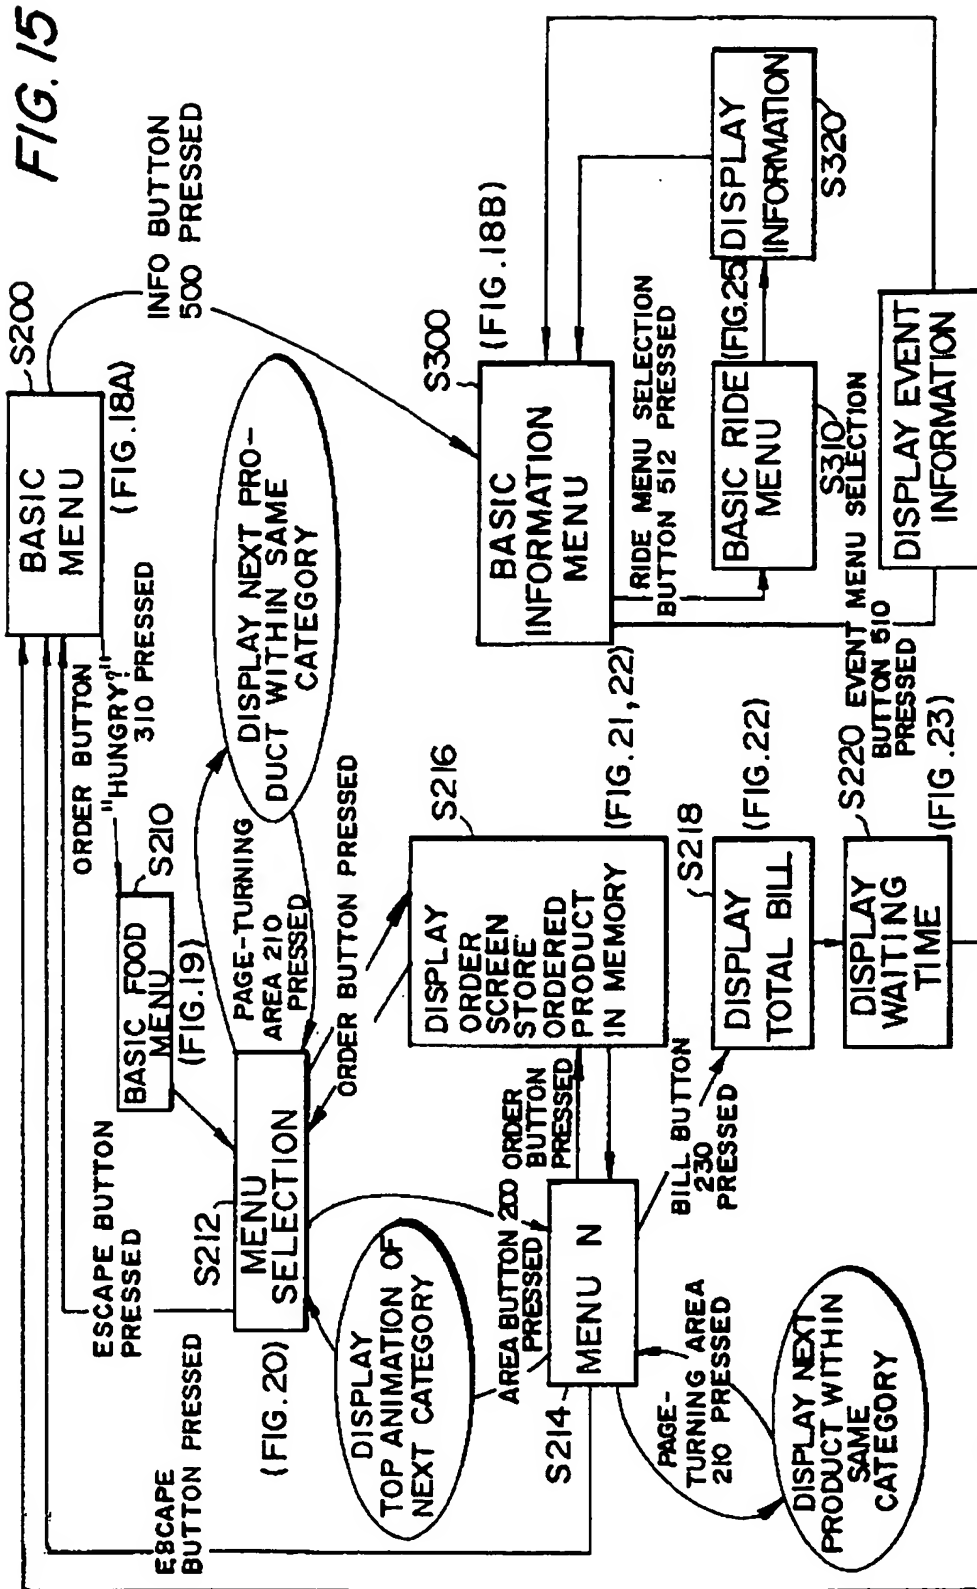 FIG. 15
S200
BASIC
MENU
(FIG. 18A)
INFO BUTTON
500 PRESSED
ORDER BUTTON
"HUNGRY?"
310 PRESSED
S210
BASIC FOOD
MENU
(FIG. 19)
ESCAPE BUTTON
PRESSED
ESCAPE
BUTTON PRESSED
S212
MENU
SELECTION
(FIG. 20)
PAGE-TURNING
AREA 210
PRESSED
DISPLAY NEXT PRO-
DUCT WITHIN SAME
CATEGORY
ORDER BUTTON PRESSED
DISPLAY
TOP ANIMATION OF
NEXT CATEGORY
AREA BUTTON 200
PRESSED
ORDER
BUTTON
PRESSED
S214
MENU N
PAGE-
TURNING AREA
210 PRESSED
DISPLAY NEXT
PRODUCT WITHIN
SAME
CATEGORY
S216
DISPLAY
ORDER
SCREEN
STORE
ORDERED
PRODUCT
IN MEMORY
(FIG. 21, 22)
BILL BUTTON
230
PRESSED
S218
DISPLAY
TOTAL BILL
(FIG. 22)
S220
DISPLAY
WAITING
TIME
(FIG. 23)
S300
BASIC
INFORMATION
MENU
(FIG. 18B)
RIDE MENU SELECTION
BUTTON 512 PRESSED
BASIC RIDE
MENU
S310
(FIG. 25)
DISPLAY
INFORMATION
S320
EVENT MENU SELECTION
BUTTON 510
PRESSED
DISPLAY EVENT
INFORMATION